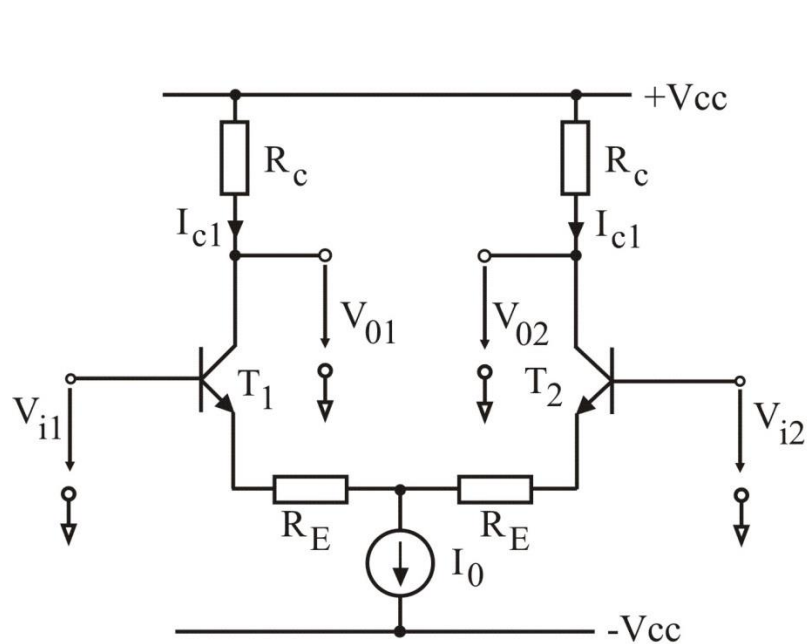 +Vcc
Rc
Rc
Ic1
Ic1
V01
V02
T1
T2
Vi1
Vi2
RE
RE
I0
-Vcc